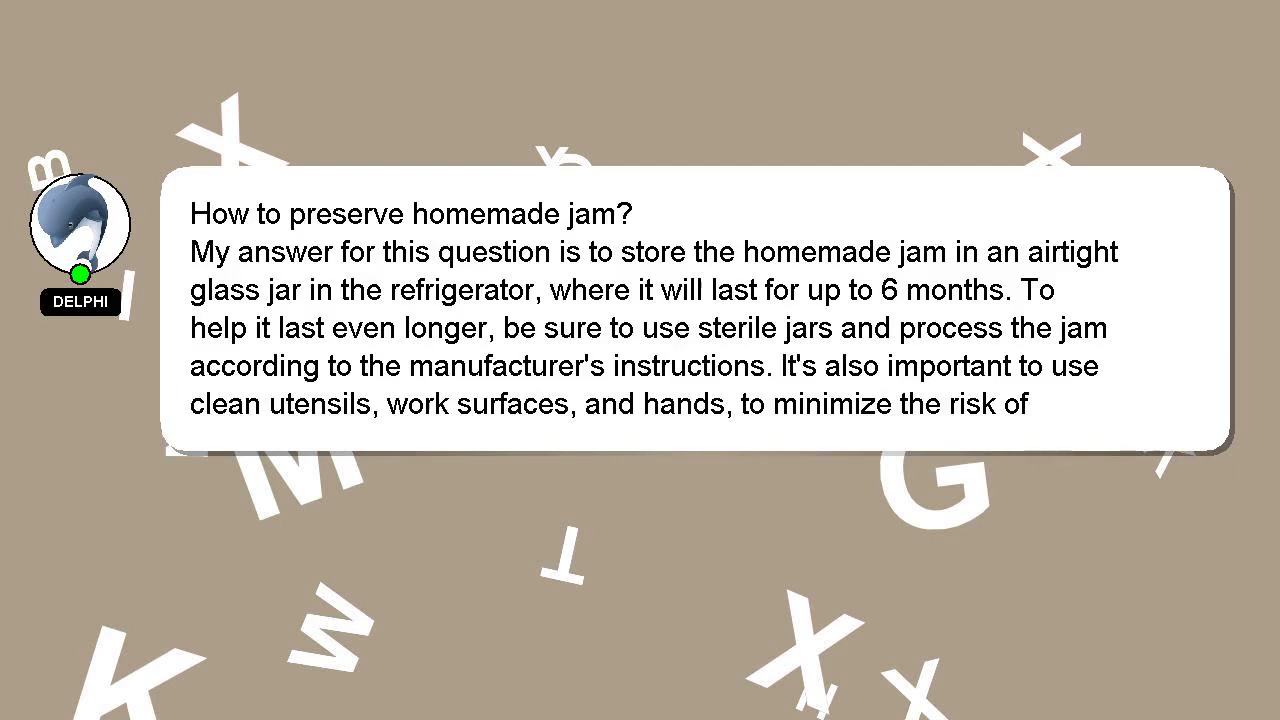 B
X
X
How to preserve homemade jam?
My answer for this question is to store the homemade jam in an airtight
glass jar in the refrigerator, where it will last for up to 6 months. To
help it last even longer, be sure to use sterile jars and process the jam
according to the manufacturer's instructions. It's also important to use
clean utensils, work surfaces, and hands, to minimize the risk of
DELPHI
I
M
G
T
W
K
X
X